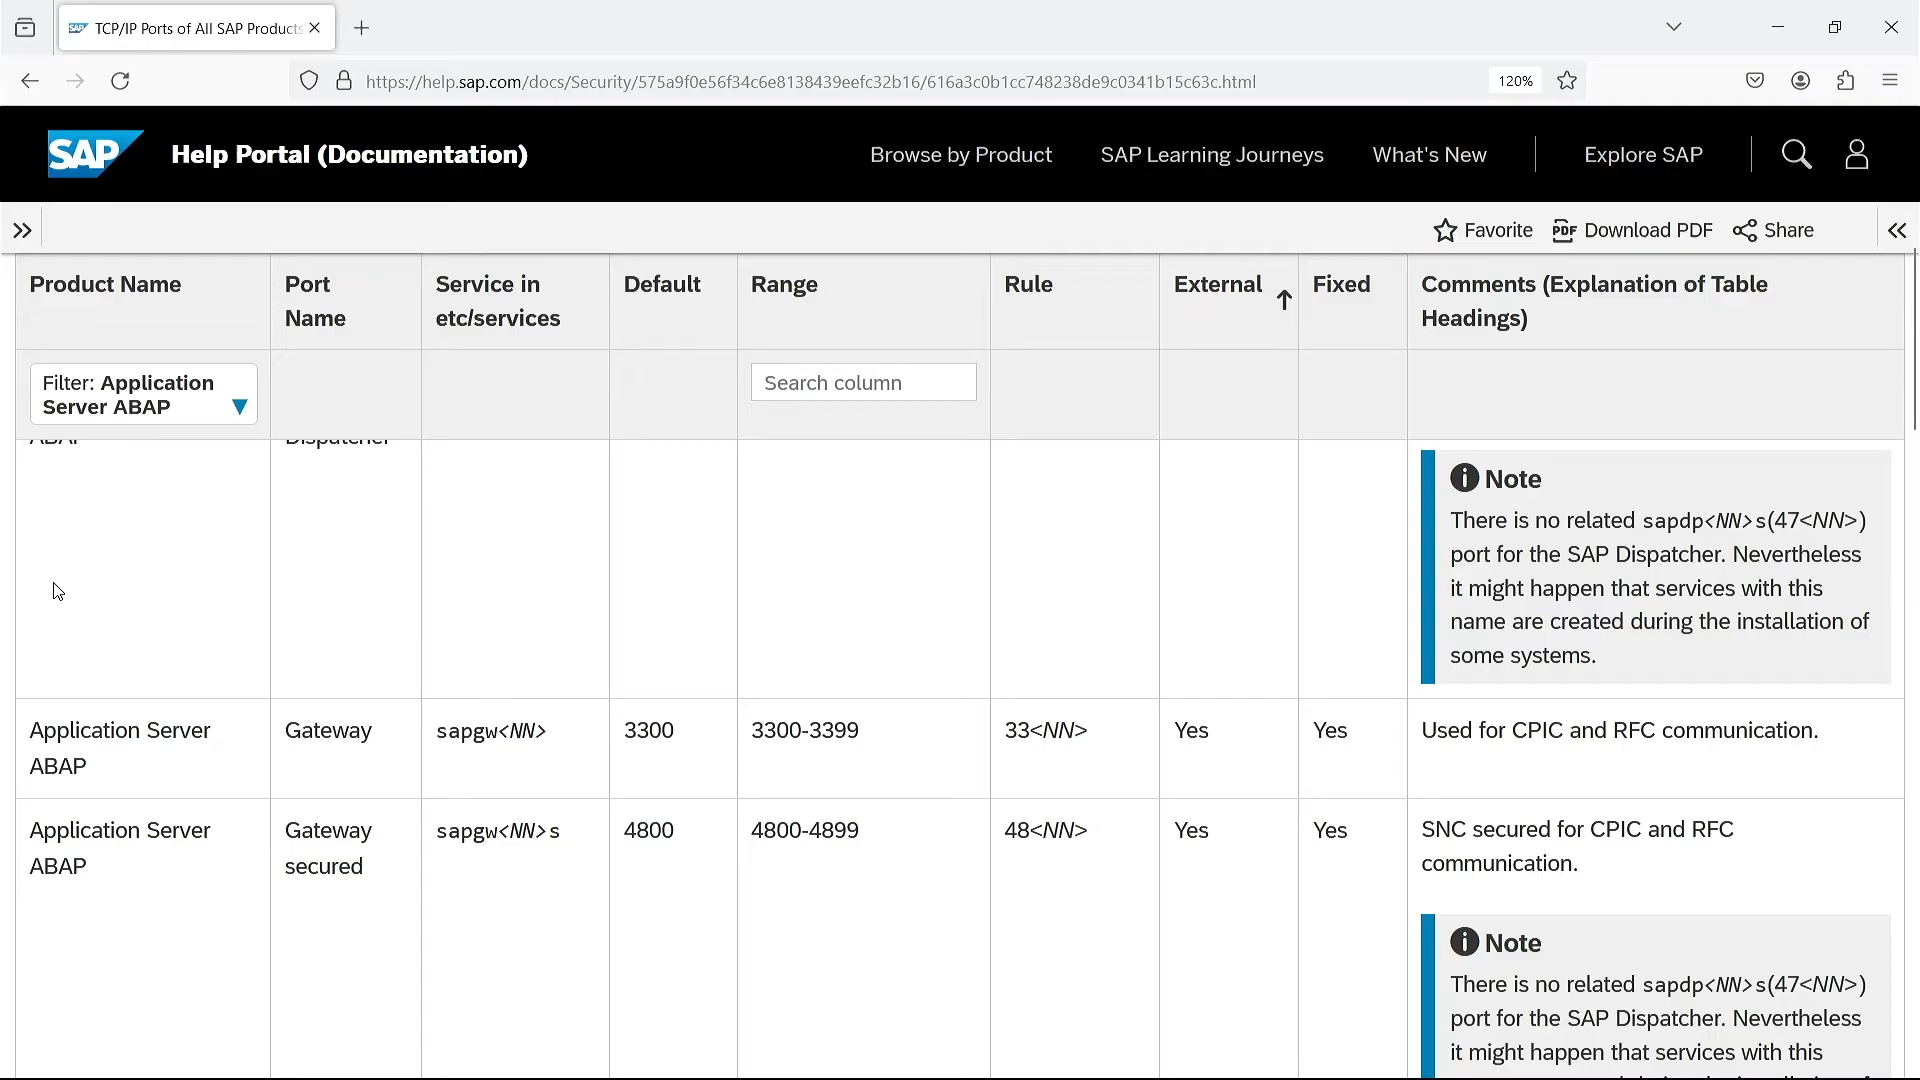 TCP/IP Ports of All SAP Products
https://help.sap.com/docs/Security/575a9f0e56f34c6e8138439eefc32b16/616a3c0b1cc748238de9c0341b15c63c.html
120%
SAP
Help Portal (Documentation)
Browse by Product
SAP Learning Journeys
What's New
Explore SAP
Favorite
PDF Download PDF
Share
Product Name
Port
Name
Service in
etc/services
Default
Range
Rule
External
Fixed
Comments (Explanation of Table
Headings)
Filter: Application
Server ABAP
Search column
ABAP
Dispatcher
Note
There is no related sapdp<NN>s(47<NN>)
port for the SAP Dispatcher. Nevertheless
it might happen that services with this
name are created during the installation of
some systems.
Application Server
ABAP
Gateway
sapgw<NN>
3300
3300-3399
33<NN>
Yes
Yes
Used for CPIC and RFC communication.
Application Server
ABAP
Gateway
secured
sapgw<NN>s
4800
4800-4899
48<NN>
Yes
Yes
SNC secured for CPIC and RFC
communication.
Note
There is no related sapdp<NN>s(47<NN>)
port for the SAP Dispatcher. Nevertheless
it might happen that services with this